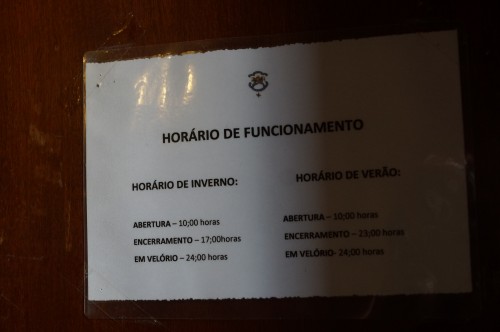 HORÁRIO DE FUNCIONAMENTO
HORÁRIO DE INVERNO:
ABERTURA – 10;00 horas
ENCERRAMENTO – 17;00horas
EM VELÓRIO – 24;00 horas
HORÁRIO DE VERÃO:
ABERTURA – 10;00 horas
ENCERRAMENTO – 23;00 horas
EM VELÓRIO- 24;00 horas